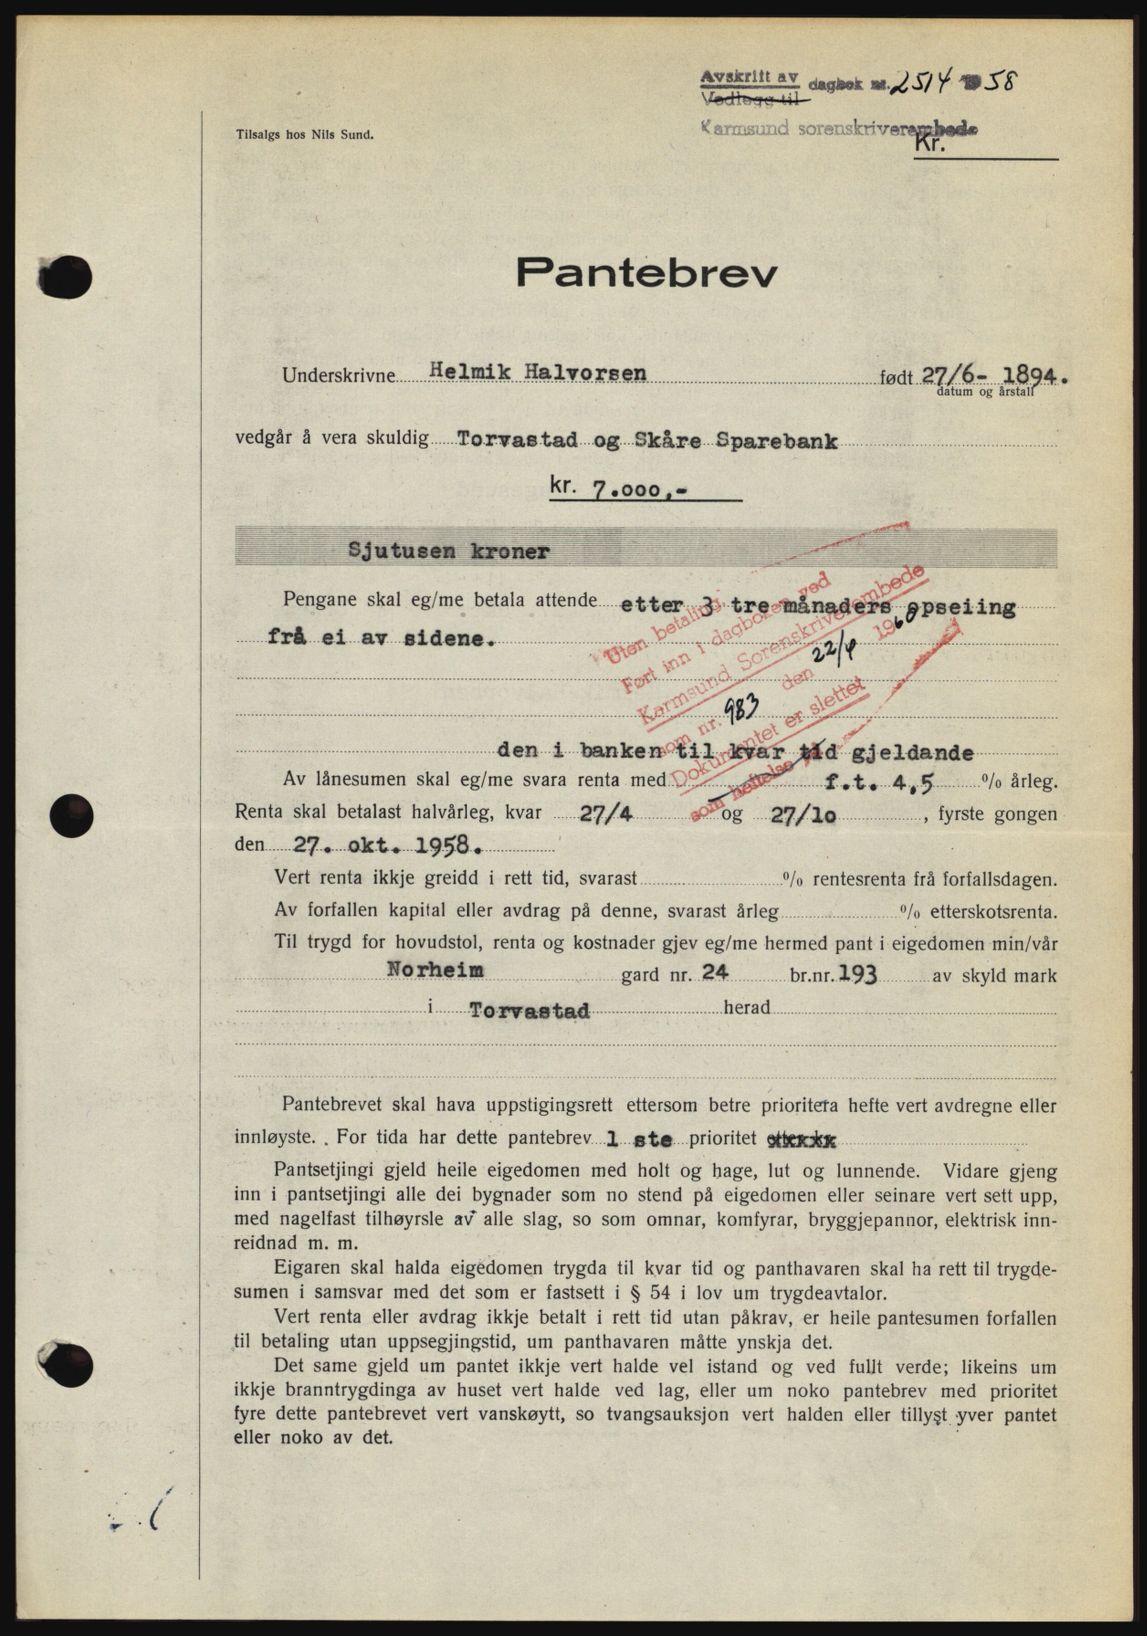 Avskrift av dagbok nr. 2514 1958
Vedlegg til
Karmsund sorenskriverembede
Tilsalgs hos Nils Sund.
Kr.
Pantebrev
Underskrivne Helmik Halvorsen født 27/6- 1894.
datum og årstall
vedgår å vera skuldig Torvastad og Skåre Sparebank
kr. 7.000,-
Sjutusen kroner
Pengane skal eg/me betala attende etter 3 tre månaders opseiing
frå ei av sidene.
Uten betaling.
Ført inn i dagboken ved
Karmsund Sorenskriverembede
som nr. 983 den 22/4 1960
Dokumentet er slettet
som heftelse
den i banken til kvar tid gjeldande
Av lånesumen skal eg/me svara renta med f.t. 4,5 % årleg.
Renta skal betalast halvårleg, kvar 27/4 og 27/10, fyrste gongen
den 27. okt. 1958.
Vert renta ikkje greidd i rett tid, svarast % rentesrenta frå forfallsdagen.
Av forfallen kapital eller avdrag på denne, svarast årleg % etterskotsrenta.
Til trygd for hovudstol, renta og kostnader gjev eg/me hermed pant i eigedomen min/vår
Norheim gard nr. 24 br.nr. 193 av skyld mark
i Torvastad herad
Pantebrevet skal hava uppstigingsrett ettersom betre prioritera hefte vert avdregne eller
innløyste. . For tida har dette pantebrev 1 ste prioritet
Pantsetjingi gjeld heile eigedomen med holt og hage, lut og lunnende. Vidare gjeng
inn i pantsetjingi alle dei bygnader som no stend på eigedomen eller seinare vert sett upp,
med nagelfast tilhøyrsle av alle slag, so som omnar, komfyrar, bryggjepannor, elektrisk inn-
reidnad m. m.
Eigaren skal halda eigedomen trygda til kvar tid og panthavaren skal ha rett til trygde-
sumen i samsvar med det som er fastsett i § 54 i lov um trygdeavtalor.
Vert renta eller avdrag ikkje betalt i rett tid utan påkrav, er heile pantesumen forfallen
til betaling utan uppsegjingstid, um panthavaren måtte ynskja det.
Det same gjeld um pantet ikkje vert halde vel istand og ved fullt verde; likeins um
ikkje branntrygdinga av huset vert halde ved lag, eller um noko pantebrev med prioritet
fyre dette pantebrevet vert vanskøytt, so tvangsauksjon vert halden eller tillyst yver pantet
eller noko av det.